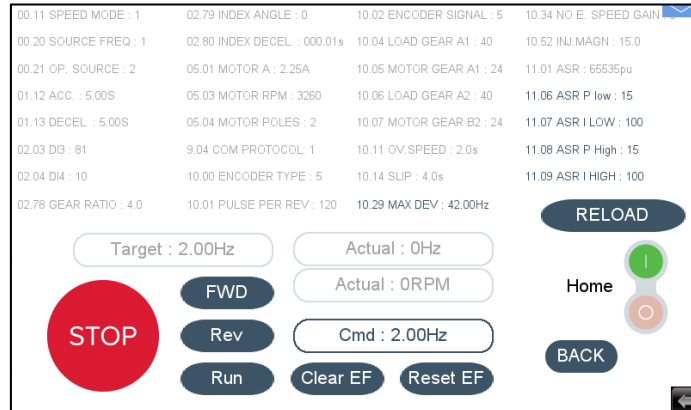 00.11 SPEED MODE : 1
02.79 INDEX ANGLE : 0
10.02 ENCODER SIGNAL : 5
10.34 NO E. SPEED GAIN
00.20 SOURCE FREQ : 1
02.80 INDEX DECEL. : 000.01s
10.04 LOAD GEAR A1 : 40
10.52 INJ.MAGN : 15.0
00.21 OP. SOURCE : 2
05.01 MOTOR A : 2.25A
10.05 MOTOR GEAR A1 : 24
11.01 ASR : 65535pu
01.12 ACC. : 5.00S
05.03 MOTOR RPM : 3260
10.06 LOAD GEAR A2 : 40
11.06 ASR P low : 15
01.13 DECEL. : 5.00S
05.04 MOTOR POLES : 2
10.07 MOTOR GEAR B2 : 24
11.07 ASR I LOW : 100
02.03 DI3 : 81
9.04 COM PROTOCOL: 1
10.11 OV.SPEED : 2.0s
11.08 ASR P High : 15
02.04 DI4 : 10
10.00 ENCODER TYPE : 5
10.14 SLIP : 4.0s
11.09 ASR I HIGH : 100
02.78 GEAR RATIO : 4.0
10.01 PULSE PER REV : 120
10.29 MAX DEV : 42.00Hz
RELOAD
Target : 2.00Hz
Actual : 0Hz
Actual : 0RPM
Home
FWD
STOP
Rev
Cmd : 2.00Hz
BACK
Run
Clear EF
Reset EF